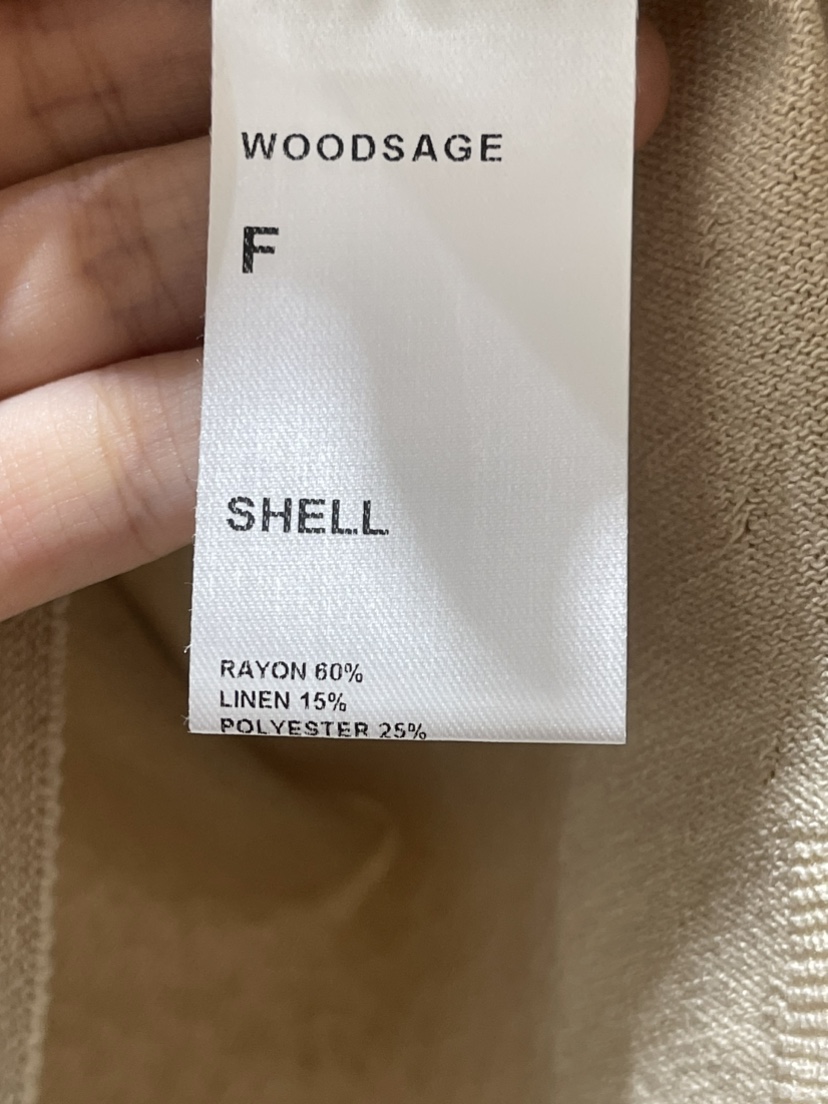 WOODSAGE
F
SHELL
RAYON 60%
LINEN 15%
POLYESTER 25%